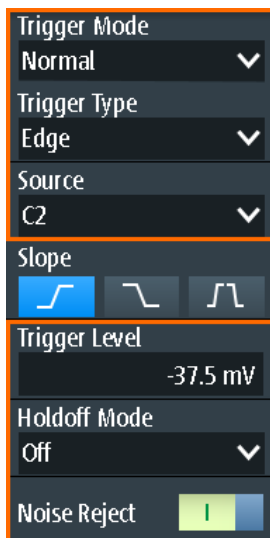 Trigger Mode
Normal
Trigger Type
Edge
Source
C2
Slope
Trigger Level
-37.5 mV
Holdoff Mode
Off
Noise Reject
I